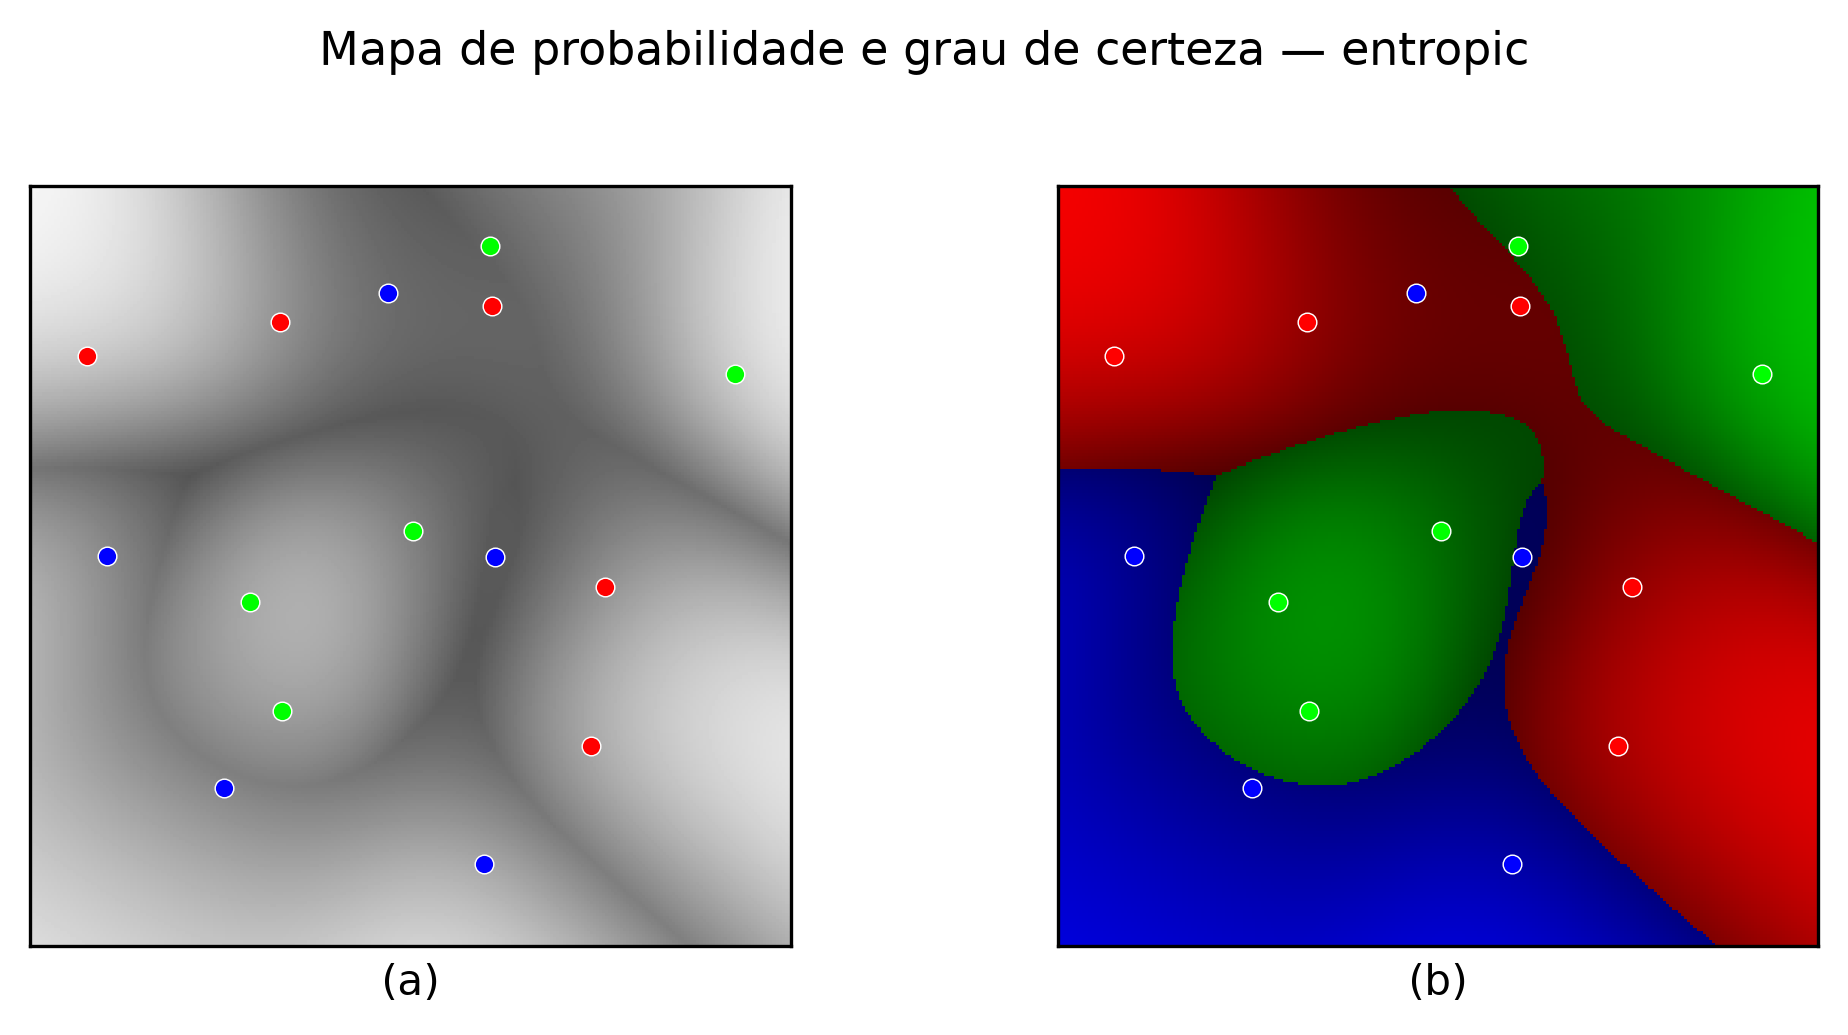 Mapa de probabilidade e grau de certeza — entropic
(a)
(b)